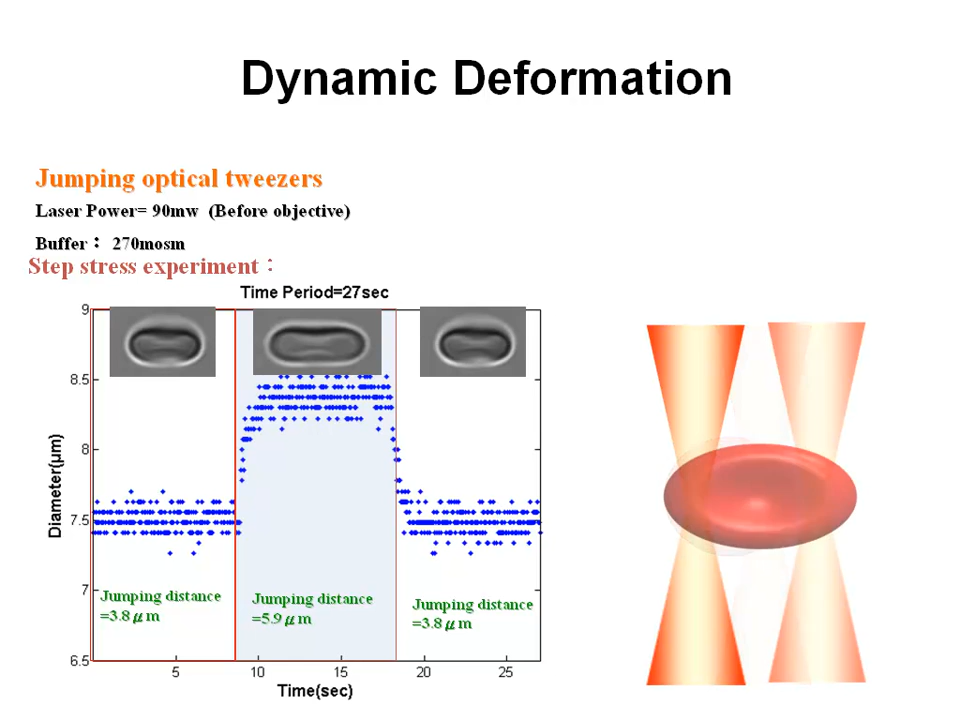 Dynamic Deformation
Jumping optical tweezers
Laser Power= 90mw (Before objective)
Buffer： 270mosm
Step stress experiment：
Time Period=27sec
9
8.5
8
7.5
7
6.5
Diameter(μm)
Jumping distance
=3.8μm
Jumping distance
=5.9μm
Jumping distance
=3.8μm
5
10
15
20
25
Time(sec)